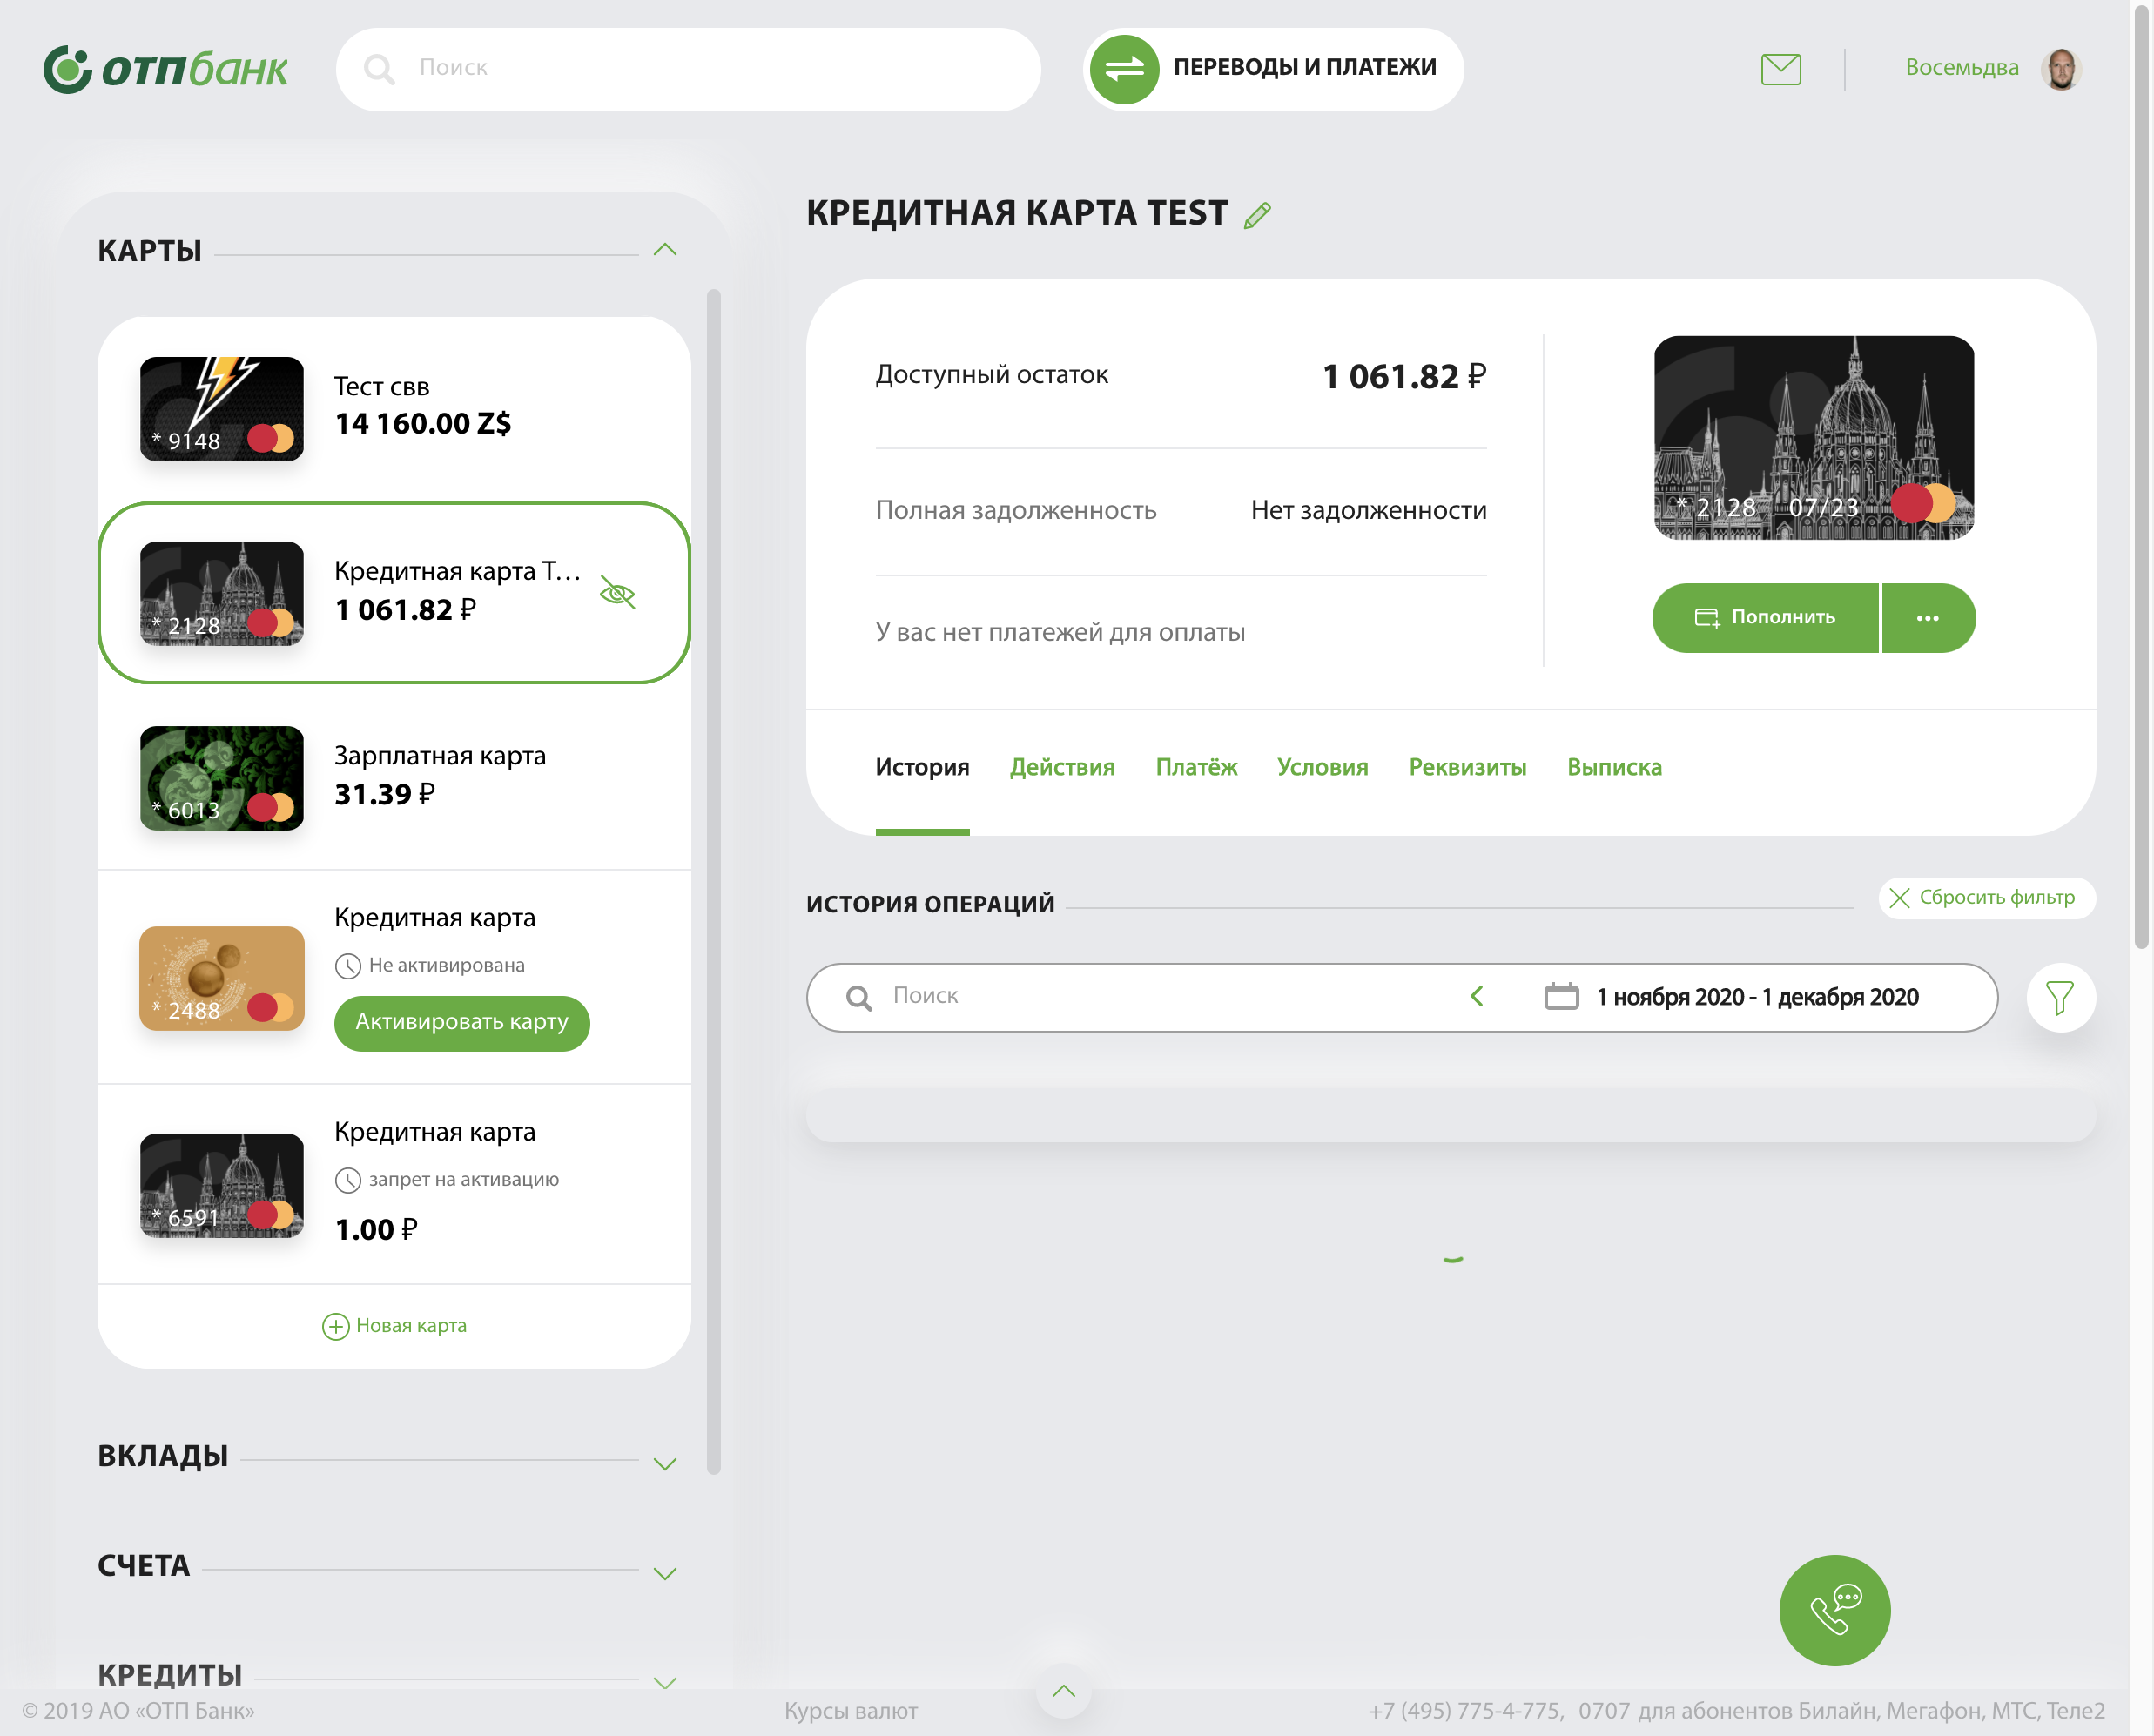 ОТПбанк
Поиск
ПЕРЕВОДЫ И ПЛАТЕЖИ
Восемьдва
КАРТЫ
* 9148
Тест свв
14 160.00 Z$
* 2128
Кредитная карта Т...
1 061.82 ₽
* 6013
Зарплатная карта
31.39 ₽
* 2488
Кредитная карта
Не активирована
Активировать карту
* 6591
Кредитная карта
запрет на активацию
1.00 ₽
Новая карта
ВКЛАДЫ
СЧЕТА
КРЕДИТЫ
КРЕДИТНАЯ КАРТА TEST
Доступный остаток 1 061.82 ₽
Полная задолженность Нет задолженности
У вас нет платежей для оплаты
* 2128 07/23
Пополнить
История Действия Платёж Условия Реквизиты Выписка
ИСТОРИЯ ОПЕРАЦИЙ
Сбросить фильтр
Поиск
1 ноября 2020 - 1 декабря 2020
© 2019 АО «ОТП Банк»
Курсы валют
+7 (495) 775-4-775, 0707 для абонентов Билайн, Мегафон, МТС, Теле2